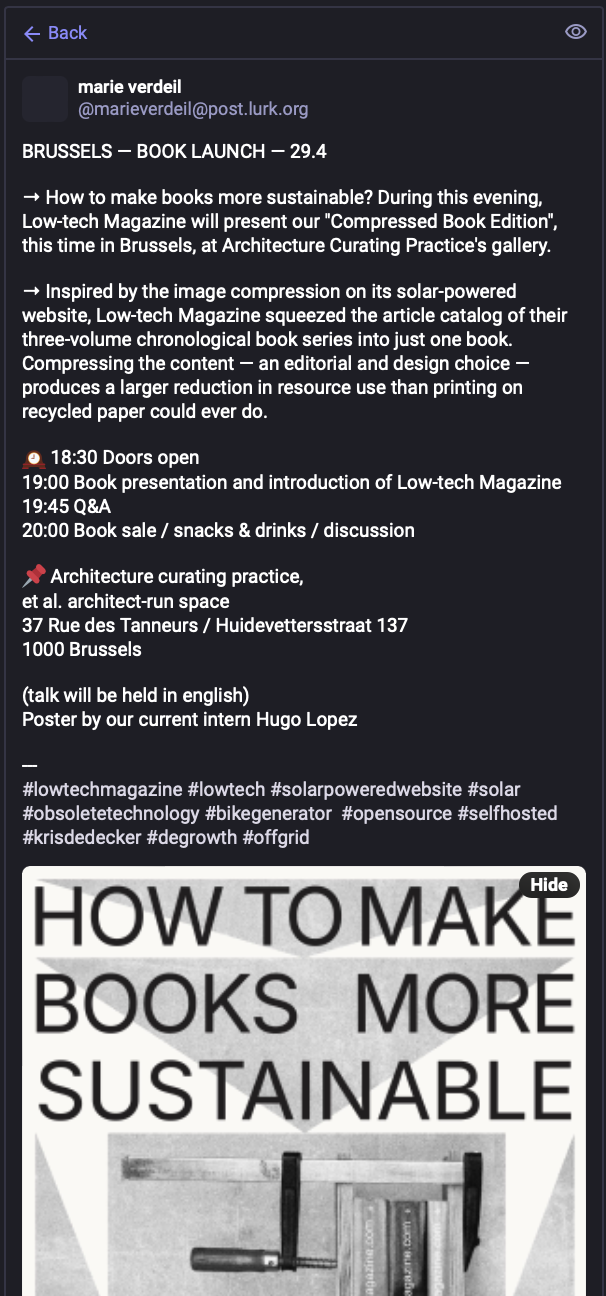 ← Back
marie verdeil
@marieverdeil@post.lurk.org
BRUSSELS — BOOK LAUNCH — 29.4
→ How to make books more sustainable? During this evening,
Low-tech Magazine will present our "Compressed Book Edition",
this time in Brussels, at Architecture Curating Practice's gallery.
→ Inspired by the image compression on its solar-powered
website, Low-tech Magazine squeezed the article catalog of their
three-volume chronological book series into just one book.
Compressing the content — an editorial and design choice —
produces a larger reduction in resource use than printing on
recycled paper could ever do.
🕰️ 18:30 Doors open
19:00 Book presentation and introduction of Low-tech Magazine
19:45 Q&A
20:00 Book sale / snacks & drinks / discussion
📌 Architecture curating practice,
et al. architect-run space
37 Rue des Tanneurs / Huidevettersstraat 137
1000 Brussels
(talk will be held in english)
Poster by our current intern Hugo Lopez
—
#lowtechmagazine #lowtech #solarpoweredwebsite #solar
#obsoletetechnology #bikegenerator  #opensource #selfhosted
#krisdedecker #degrowth #offgrid
Hide
HOW TO MAKE
BOOKS MORE
SUSTAINABLE
agazine.com
agazine.com